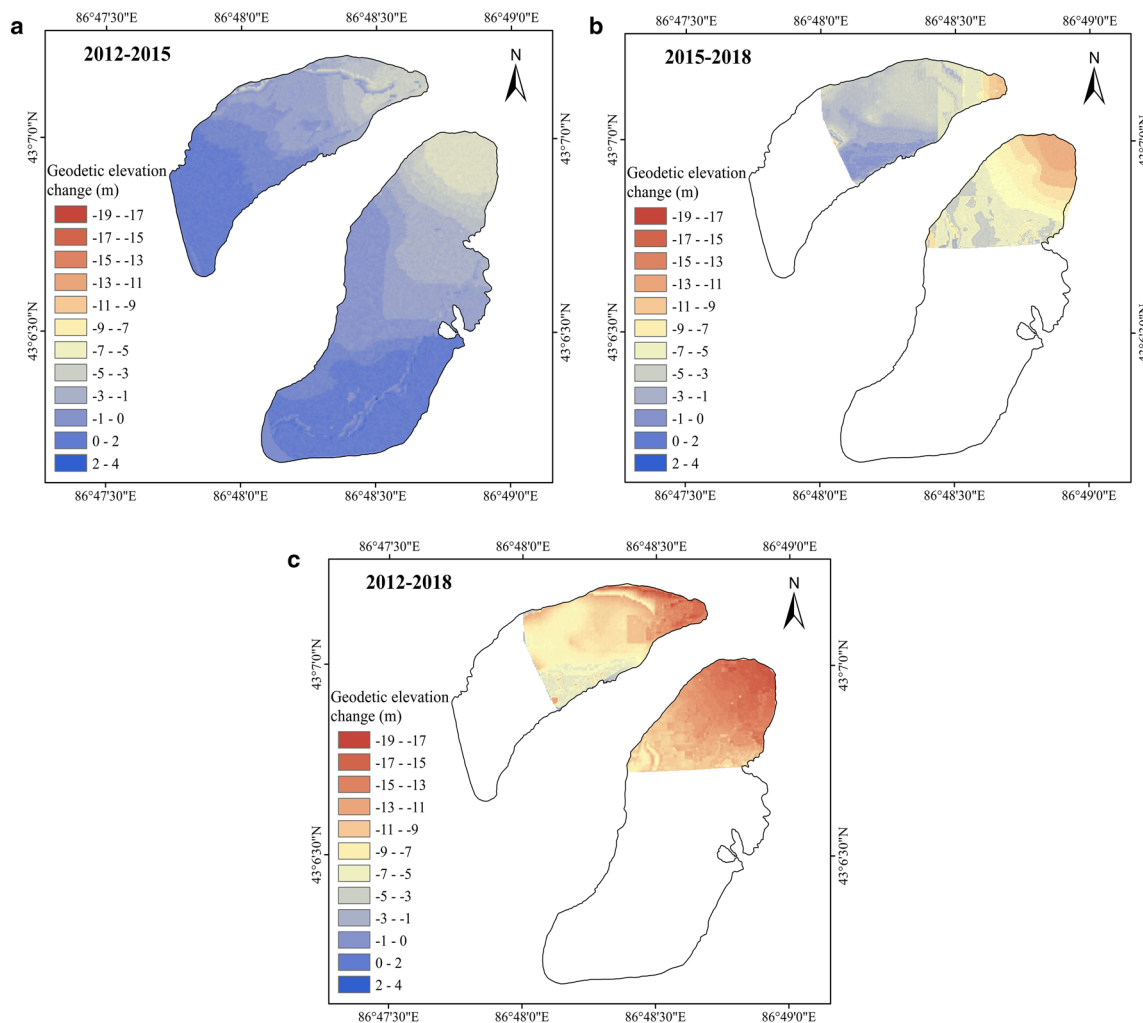 a
86°47'30"E 86°48'0"E 86°48'30"E 86°49'0"E
2012-2015
N
43°7'0"N
43°6'30"N
Geodetic elevation
change (m)
-19 - -17
-17 - -15
-15 - -13
-13 - -11
-11 - -9
-9 - -7
-7 - -5
-5 - -3
-3 - -1
-1 - 0
0 - 2
2 - 4
86°47'30"E 86°48'0"E 86°48'30"E 86°49'0"E
b
86°47'30"E 86°48'0"E 86°48'30"E 86°49'0"E
2015-2018
N
43°7'0"N 43°7'0"N
43°6'30"N 43°6'30"N
Geodetic elevation
change (m)
-19 - -17
-17 - -15
-15 - -13
-13 - -11
-11 - -9
-9 - -7
-7 - -5
-5 - -3
-3 - -1
-1 - 0
0 - 2
2 - 4
86°47'30"E 86°48'0"E 86°48'30"E 86°49'0"E
c
86°47'30"E 86°48'0"E 86°48'30"E 86°49'0"E
2012-2018
N
43°7'0"N 43°7'0"N
43°6'30"N 43°6'30"N
Geodetic elevation
change (m)
-19 - -17
-17 - -15
-15 - -13
-13 - -11
-11 - -9
-9 - -7
-7 - -5
-5 - -3
-3 - -1
-1 - 0
0 - 2
2 - 4
86°47'30"E 86°48'0"E 86°48'30"E 86°49'0"E